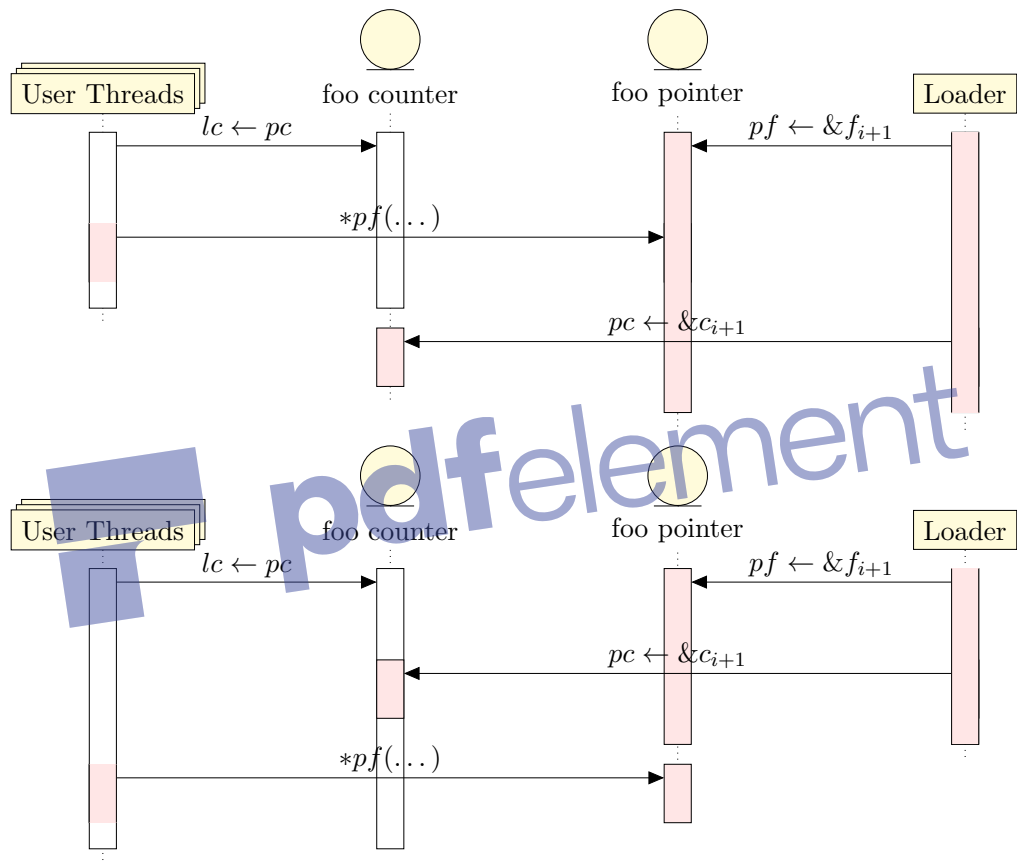 User Threads foo counter foo pointer Loader
lc ← pc pf ← &f_{i+1}
*pf(...)
pc ← &c_{i+1}
pdfelement
User Threads foo counter foo pointer Loader
lc ← pc pf ← &f_{i+1}
pc ← &c_{i+1}
*pf(...)